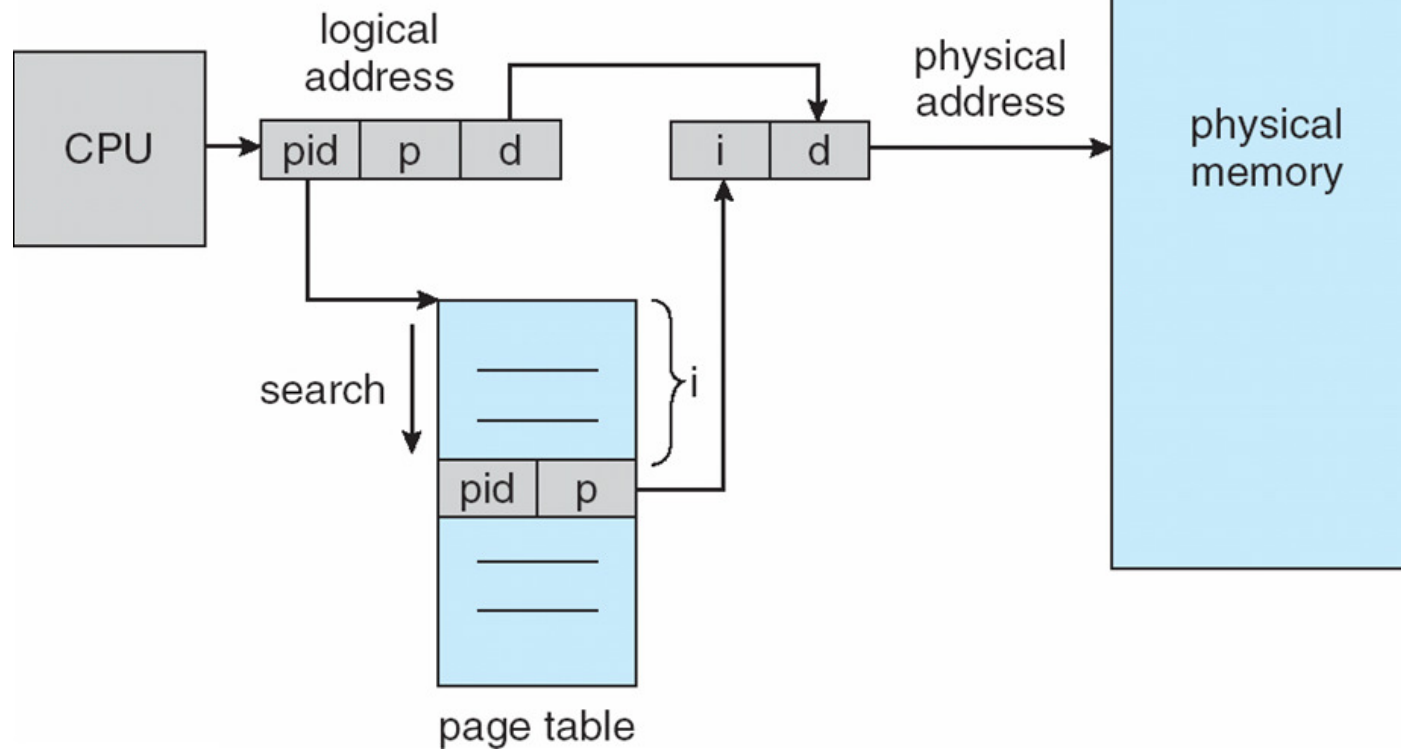 logical
address
CPU
pid
p
d
i
d
physical
address
physical
memory
search
i
pid
p
page table